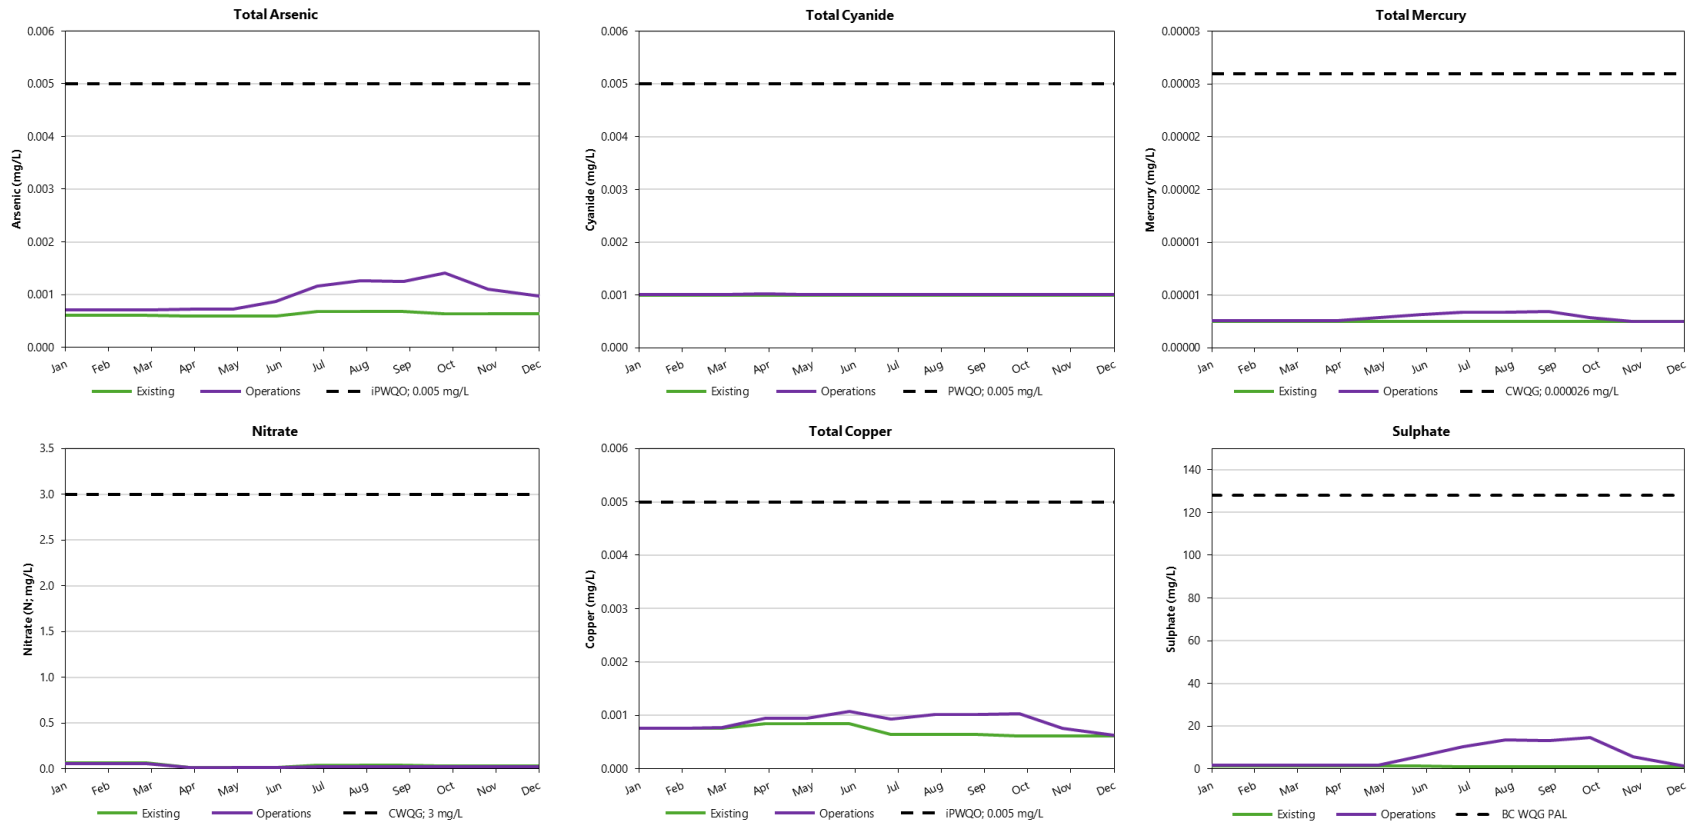 Total Arsenic
0.006
0.005
0.004
0.003
0.002
0.001
0.000
Arsenic (mg/L)
Jan Feb Mar Apr May Jun Jul Aug Sep Oct Nov Dec
Existing Operations iPWQO; 0.005 mg/L
Total Cyanide
0.006
0.005
0.004
0.003
0.002
0.001
0.000
Cyanide (mg/L)
Jan Feb Mar Apr May Jun Jul Aug Sep Oct Nov Dec
Existing Operations PWQO; 0.005 mg/L
Total Mercury
0.00003
0.00003
0.00002
0.00002
0.00001
0.00001
0.00000
Mercury (mg/L)
Jan Feb Mar Apr May Jun Jul Aug Sep Oct Nov Dec
Existing Operations CWQG; 0.000026 mg/L
Nitrate
3.5
3.0
2.5
2.0
1.5
1.0
0.5
0.0
Nitrate (N; mg/L)
Jan Feb Mar Apr May Jun Jul Aug Sep Oct Nov Dec
Existing Operations CWQG; 3 mg/L
Total Copper
0.006
0.005
0.004
0.003
0.002
0.001
0.000
Copper (mg/L)
Jan Feb Mar Apr May Jun Jul Aug Sep Oct Nov Dec
Existing Operations iPWQO; 0.005 mg/L
Sulphate
140
120
100
80
60
40
20
0
Sulphate (mg/L)
Jan Feb Mar Apr May Jun Jul Aug Sep Oct Nov Dec
Existing Operations BC WQG PAL